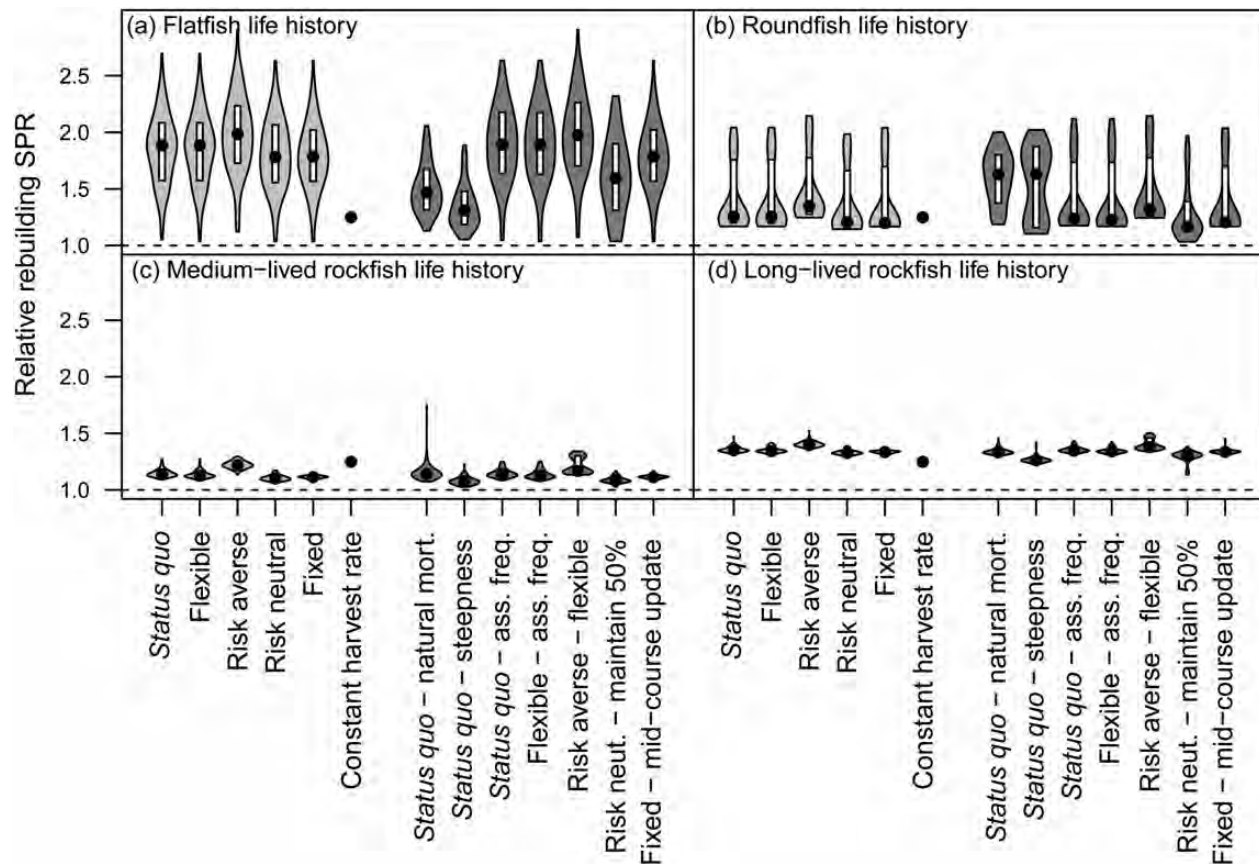 (a) Flatfish life history
(b) Roundfish life history
Relative rebuilding SPR
2.5
2.0
1.5
1.0
(c) Medium−lived rockfish life history
(d) Long−lived rockfish life history
2.5
2.0
1.5
1.0
Status quo
Flexible
Risk averse
Risk neutral
Fixed
Constant harvest rate
Status quo − natural mort.
Status quo − steepness
Status quo − ass. freq.
Flexible − ass. freq.
Risk averse − flexible
Risk neut. − maintain 50%
Fixed − mid−course update
Status quo
Flexible
Risk averse
Risk neutral
Fixed
Constant harvest rate
Status quo − natural mort.
Status quo − steepness
Status quo − ass. freq.
Flexible − ass. freq.
Risk averse − flexible
Risk neut. − maintain 50%
Fixed − mid−course update